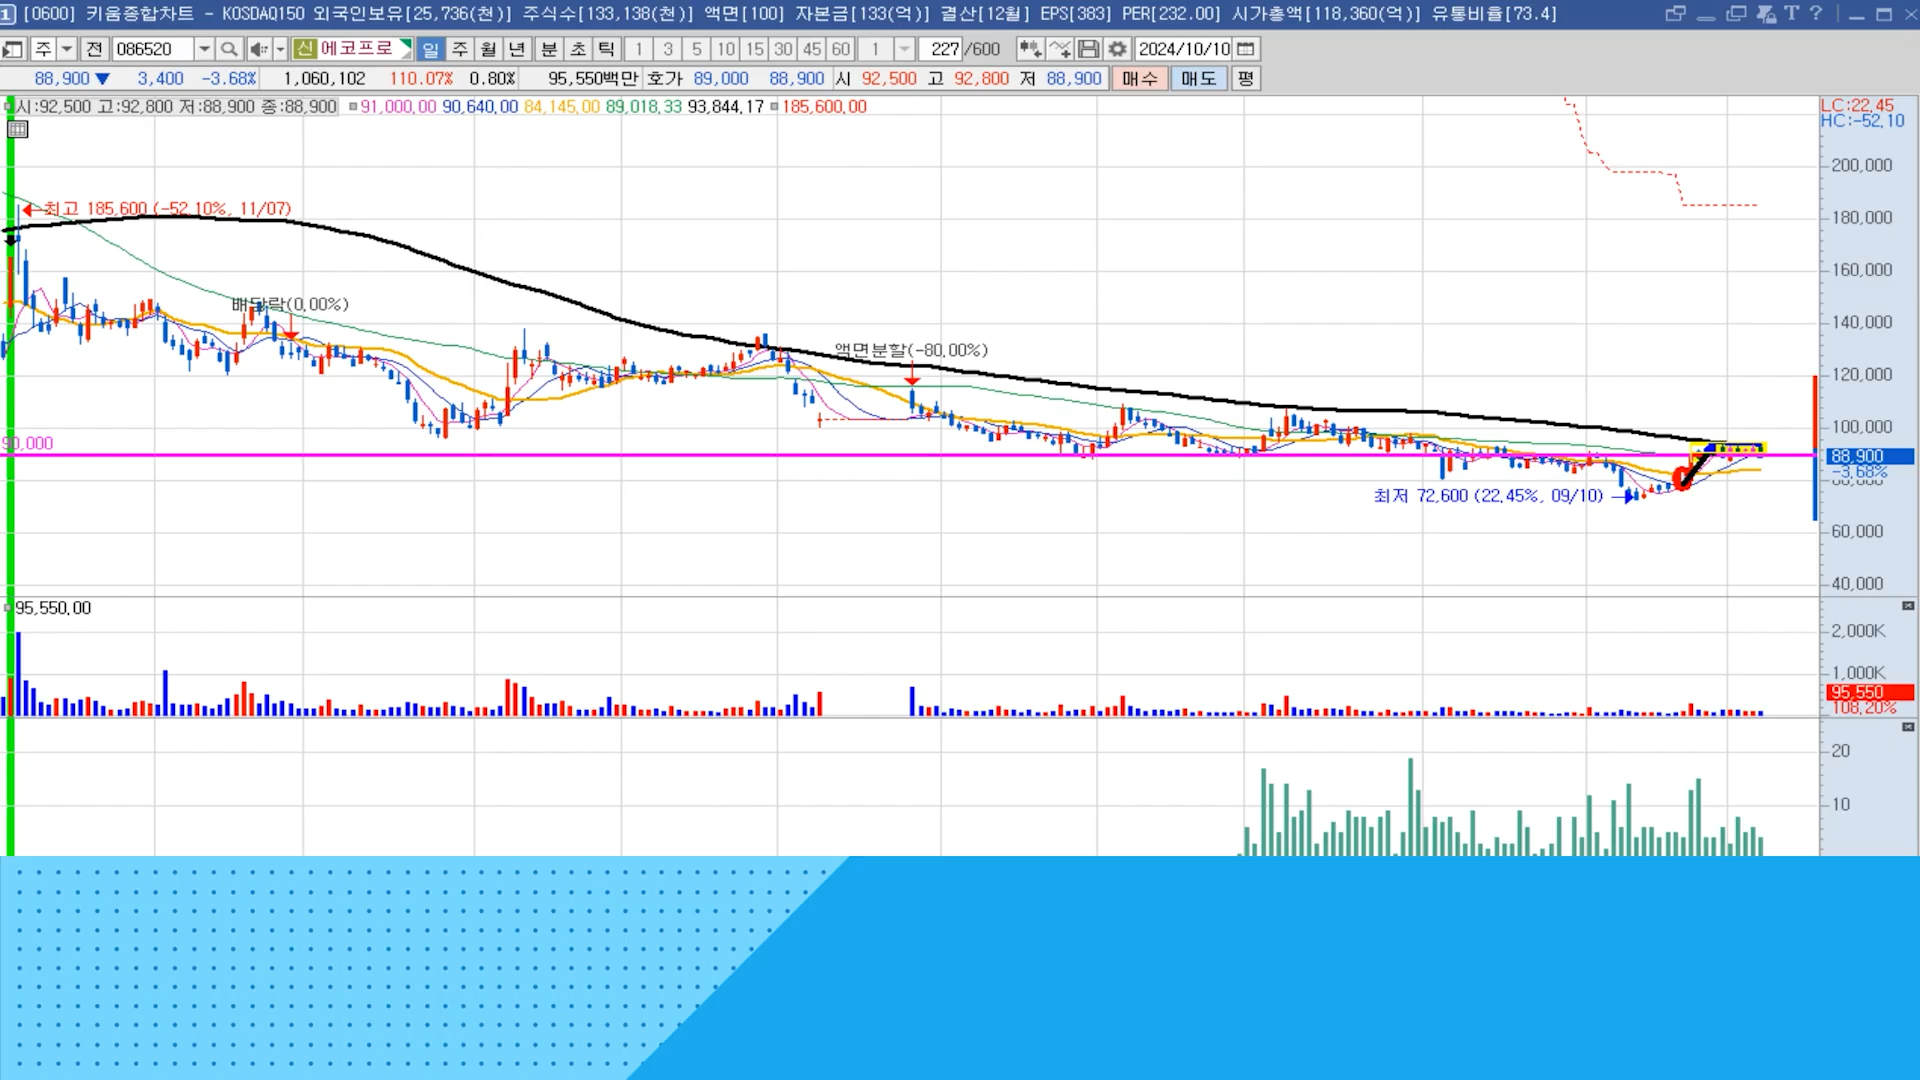 1 [0600] 키움종합차트 - KOSDAQ150 외국인보유[25,736(천)] 주식수[133,138(천)] 액면[100] 자본금[133(억)] 결산[12월] EPS[383] PER[232.00] 시가총액[118,360(억)] 유통비율[73.4]
주 전 086520 신 에코프로 일 주 월 년 분 초 틱 1 3 5 10 15 30 45 60 1 227 /600 2024/10/10
88,900 ▼ 3,400 -3.68% 1,060,102 110.07% 0.80% 95,550백만 호가 89,000 88,900 시 92,500 고 92,800 저 88,900 매수 매도 평
시:92,500 고:92,800 저:88,900 종:88,900 91,000.00 90,640.00 84,145.00 89,018.33 93,844.17 185,600.00
LC:22.45
HC:-52.10
200,000
최고 185,600 (-52.10%, 11/07)
180,000
160,000
배당락(0.00%)
140,000
액면분할(-80.00%)
120,000
100,000
90,000
88,900
-3.68%
80,000
최저 72,600 (22.45%, 09/10)
60,000
40,000
95,550.00
2,000K
1,000K
95,550
108.20%
20
10